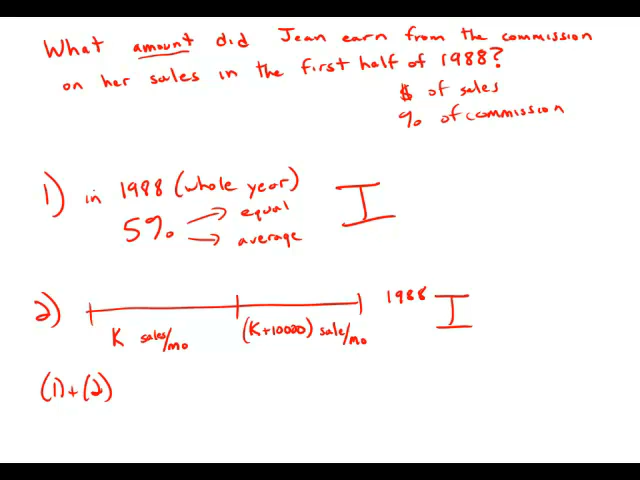 What amount did Jean earn from the commission
on her sales in the first half of 1988?
$ of sales
% of commission
1) in 1988 (whole year)
5% → equal
→ average
I
2)
K sales/mo
(K+10000) sale/mo
1988
I
(1)+(2)